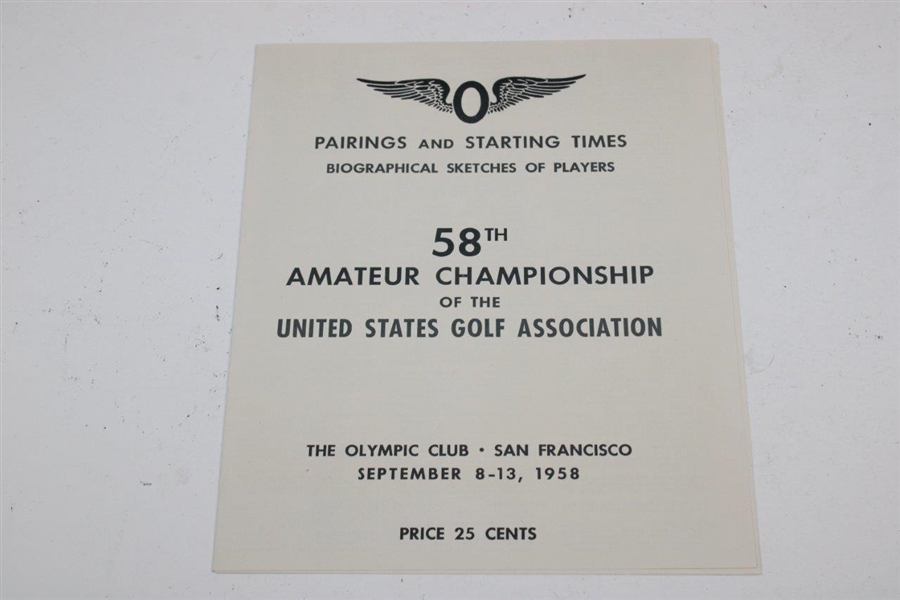 O
PAIRINGS AND STARTING TIMES
BIOGRAPHICAL SKETCHES OF PLAYERS
58TH
AMATEUR CHAMPIONSHIP
OF THE
UNITED STATES GOLF ASSOCIATION
THE OLYMPIC CLUB • SAN FRANCISCO
SEPTEMBER 8-13, 1958
PRICE 25 CENTS